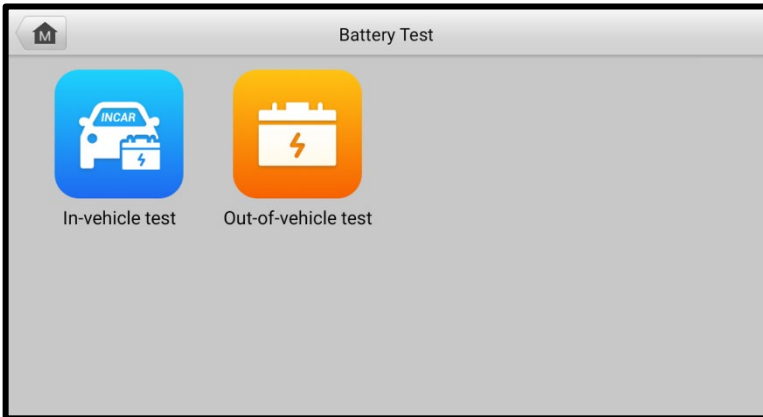 M
Battery Test
INCAR
In-vehicle test
Out-of-vehicle test